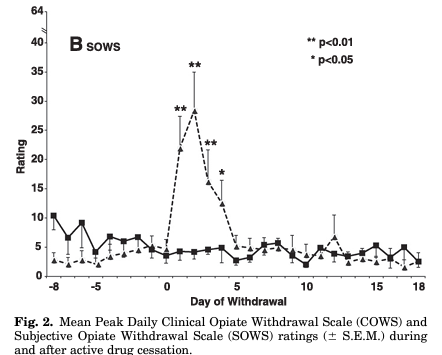 64
B SOWS
** p<0.01
* p<0.05
40
35
30
25
20
15
10
5
0
Rating
**
**
**
*
-8 -5 0 5 10 15 18
Day of Withdrawal
Fig. 2. Mean Peak Daily Clinical Opiate Withdrawal Scale (COWS) and
Subjective Opiate Withdrawal Scale (SOWS) ratings (± S.E.M.) during
and after active drug cessation.